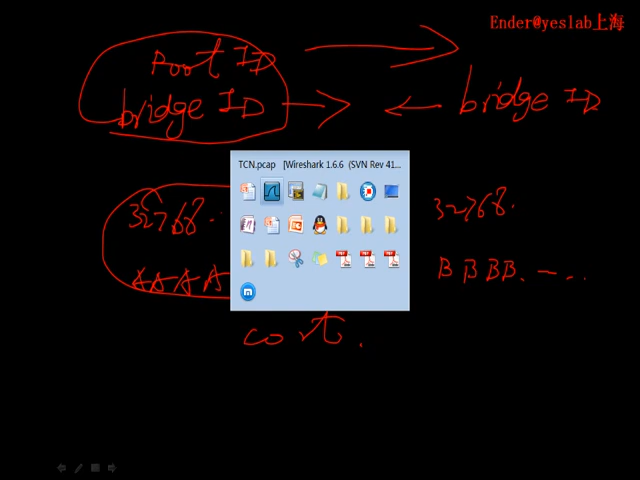 Ender@yeslab上海
Root ID
bridge ID
bridge ID
TCN.pcap [Wireshark 1.6.6 (SVN Rev 41...
32768.
32768.
AAAA
BBBB.
cost.